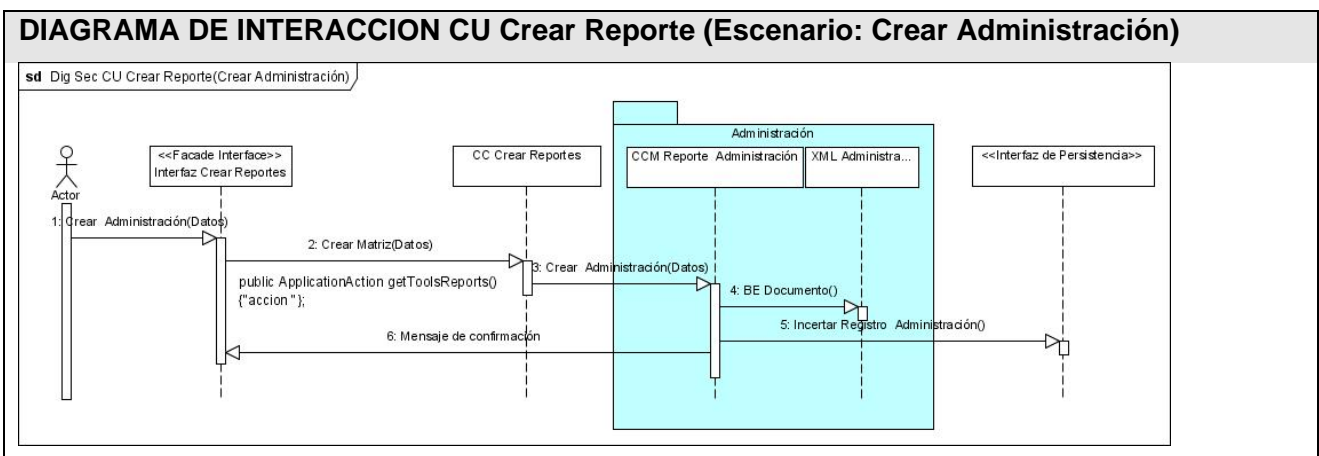 DIAGRAMA DE INTERACCION CU Crear Reporte (Escenario: Crear Administración)
sd Dig Sec CU Crear Reporte(Crear Administración)
Administración
<<Facade Interface>>
Interfaz Crear Reportes
CC Crear Reportes
CCM Reporte Administración
XML Administra...
<<Interfaz de Persistencia>>
Actor
1: Crear Administración(Datos)
2: Crear Matriz(Datos)
3: Crear Administración(Datos)
public ApplicationAction getToolsReports()
{"accion "};
4: BE Documento()
5: Incertar Registro Administración()
6: Mensaje de confirmación